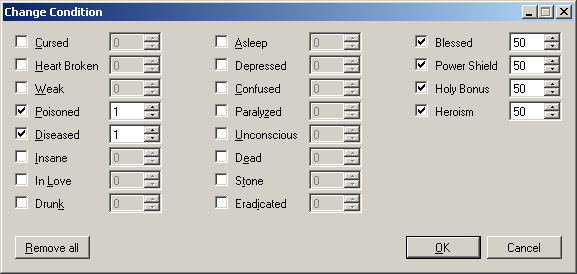 Change Condition
Cursed 0 Asleep 0 Blessed 50
Heart Broken 0 Depressed 0 Power Shield 50
Weak 0 Confused 0 Holy Bonus 50
Poisoned 1 Paralyzed 0 Heroism 50
Diseased 1 Unconscious 0
Insane 0 Dead 0
In Love 0 Stone 0
Drunk 0 Eradicated 0
Remove all OK Cancel